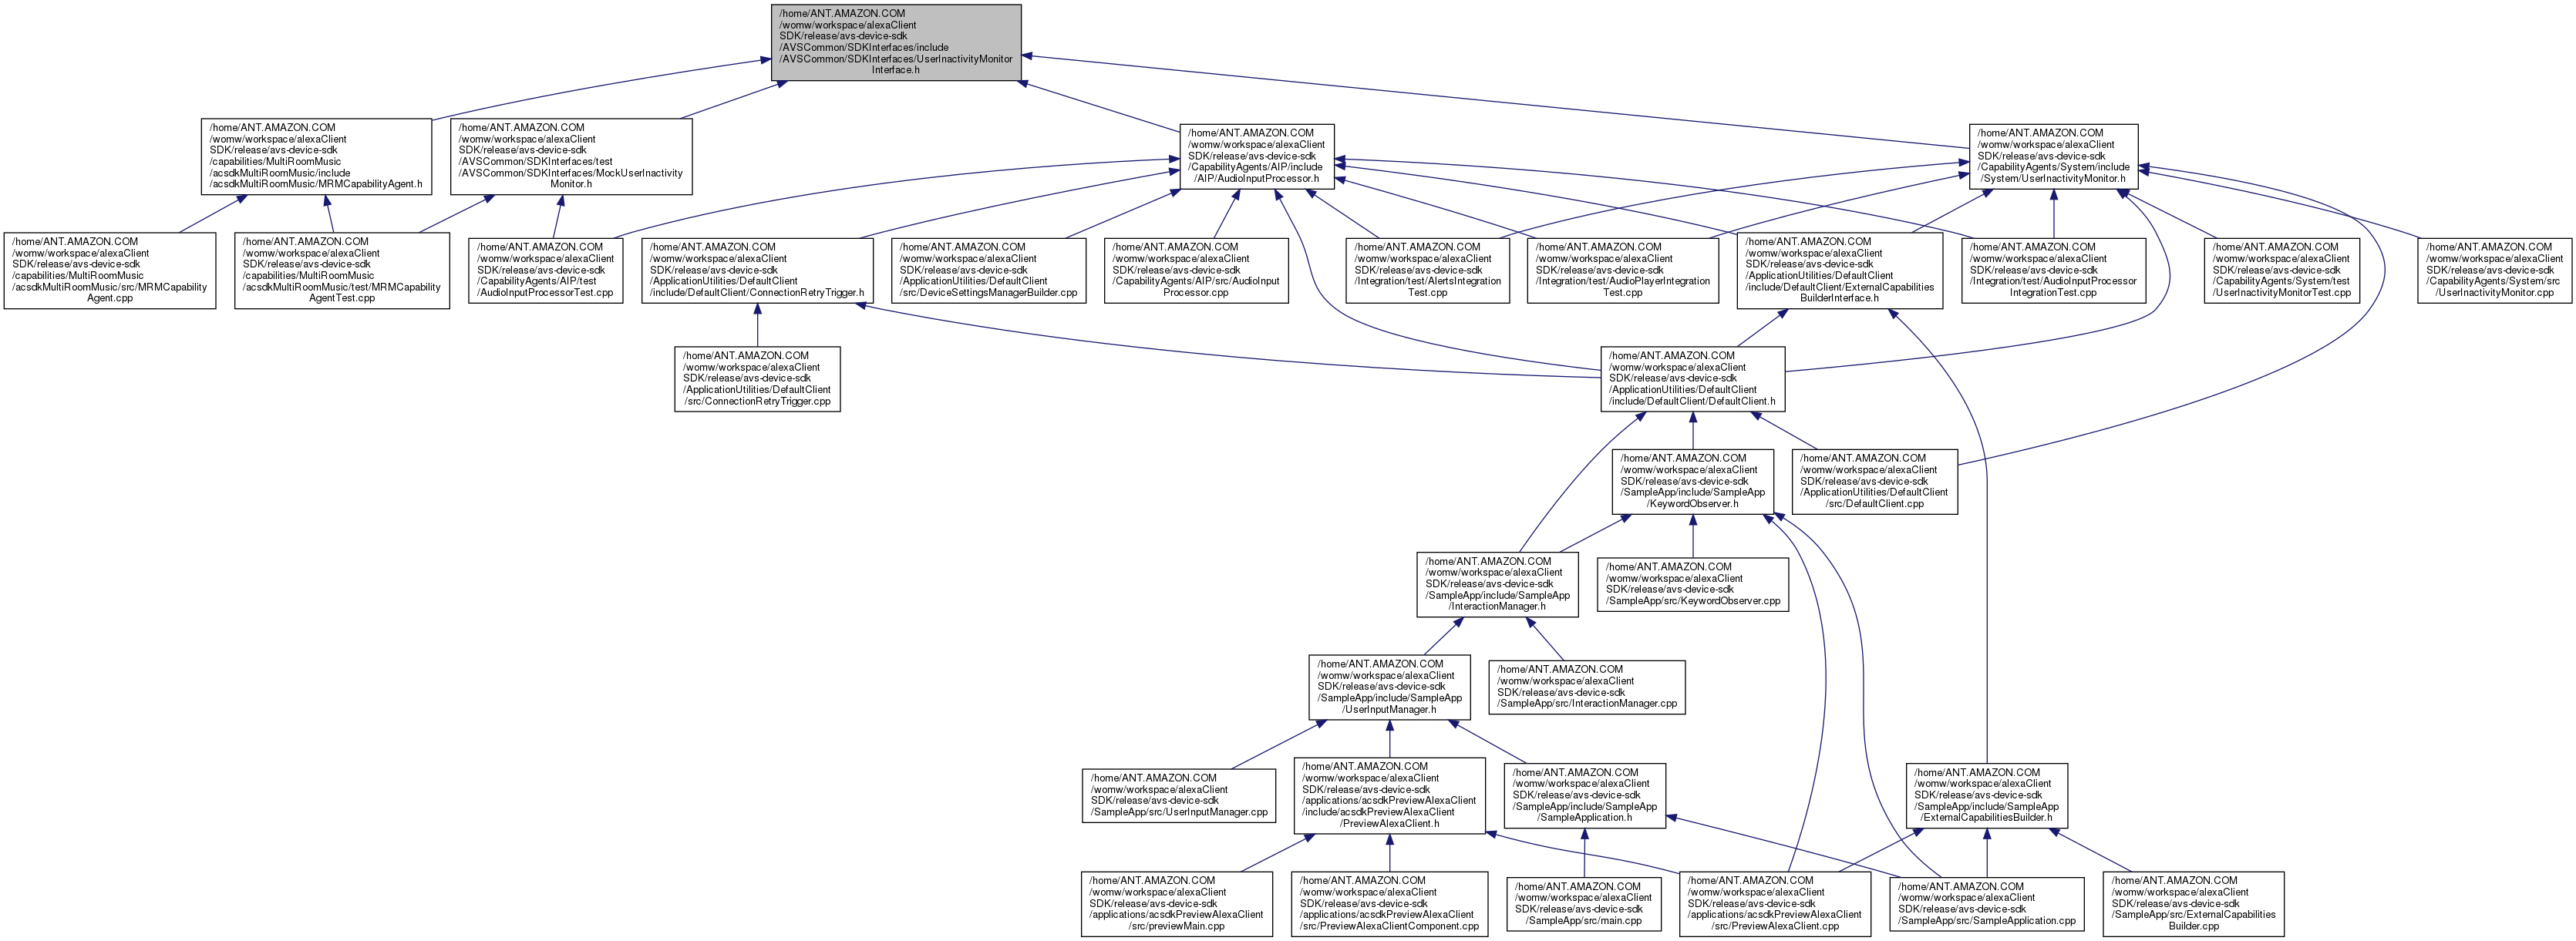 /home/ANT.AMAZON.COM
/womw/workspace/alexaClient
SDK/release/avs-device-sdk
/AVSCommon/SDKInterfaces/include
/AVSCommon/SDKInterfaces/UserInactivityMonitor
Interface.h
/home/ANT.AMAZON.COM
/womw/workspace/alexaClient
SDK/release/avs-device-sdk
/capabilities/MultiRoomMusic
/acsdkMultiRoomMusic/include
/acsdkMultiRoomMusic/MRMCapabilityAgent.h
/home/ANT.AMAZON.COM
/womw/workspace/alexaClient
SDK/release/avs-device-sdk
/AVSCommon/SDKInterfaces/test
/AVSCommon/SDKInterfaces/MockUserInactivity
Monitor.h
/home/ANT.AMAZON.COM
/womw/workspace/alexaClient
SDK/release/avs-device-sdk
/CapabilityAgents/AIP/include
/AIP/AudioInputProcessor.h
/home/ANT.AMAZON.COM
/womw/workspace/alexaClient
SDK/release/avs-device-sdk
/CapabilityAgents/System/include
/System/UserInactivityMonitor.h
/home/ANT.AMAZON.COM
/womw/workspace/alexaClient
SDK/release/avs-device-sdk
/capabilities/MultiRoomMusic
/acsdkMultiRoomMusic/src/MRMCapability
Agent.cpp
/home/ANT.AMAZON.COM
/womw/workspace/alexaClient
SDK/release/avs-device-sdk
/capabilities/MultiRoomMusic
/acsdkMultiRoomMusic/test/MRMCapability
AgentTest.cpp
/home/ANT.AMAZON.COM
/womw/workspace/alexaClient
SDK/release/avs-device-sdk
/CapabilityAgents/AIP/test
/AudioInputProcessorTest.cpp
/home/ANT.AMAZON.COM
/womw/workspace/alexaClient
SDK/release/avs-device-sdk
/ApplicationUtilities/DefaultClient
/include/DefaultClient/ConnectionRetryTrigger.h
/home/ANT.AMAZON.COM
/womw/workspace/alexaClient
SDK/release/avs-device-sdk
/ApplicationUtilities/DefaultClient
/src/DeviceSettingsManagerBuilder.cpp
/home/ANT.AMAZON.COM
/womw/workspace/alexaClient
SDK/release/avs-device-sdk
/CapabilityAgents/AIP/src/AudioInput
Processor.cpp
/home/ANT.AMAZON.COM
/womw/workspace/alexaClient
SDK/release/avs-device-sdk
/Integration/test/AlertsIntegration
Test.cpp
/home/ANT.AMAZON.COM
/womw/workspace/alexaClient
SDK/release/avs-device-sdk
/Integration/test/AudioPlayerIntegration
Test.cpp
/home/ANT.AMAZON.COM
/womw/workspace/alexaClient
SDK/release/avs-device-sdk
/ApplicationUtilities/DefaultClient
/include/DefaultClient/ExternalCapabilities
BuilderInterface.h
/home/ANT.AMAZON.COM
/womw/workspace/alexaClient
SDK/release/avs-device-sdk
/Integration/test/AudioInputProcessor
IntegrationTest.cpp
/home/ANT.AMAZON.COM
/womw/workspace/alexaClient
SDK/release/avs-device-sdk
/CapabilityAgents/System/test
/UserInactivityMonitorTest.cpp
/home/ANT.AMAZON.COM
/womw/workspace/alexaClient
SDK/release/avs-device-sdk
/CapabilityAgents/System/src
/UserInactivityMonitor.cpp
/home/ANT.AMAZON.COM
/womw/workspace/alexaClient
SDK/release/avs-device-sdk
/ApplicationUtilities/DefaultClient
/src/ConnectionRetryTrigger.cpp
/home/ANT.AMAZON.COM
/womw/workspace/alexaClient
SDK/release/avs-device-sdk
/ApplicationUtilities/DefaultClient
/include/DefaultClient/DefaultClient.h
/home/ANT.AMAZON.COM
/womw/workspace/alexaClient
SDK/release/avs-device-sdk
/SampleApp/include/SampleApp
/KeywordObserver.h
/home/ANT.AMAZON.COM
/womw/workspace/alexaClient
SDK/release/avs-device-sdk
/ApplicationUtilities/DefaultClient
/src/DefaultClient.cpp
/home/ANT.AMAZON.COM
/womw/workspace/alexaClient
SDK/release/avs-device-sdk
/SampleApp/include/SampleApp
/InteractionManager.h
/home/ANT.AMAZON.COM
/womw/workspace/alexaClient
SDK/release/avs-device-sdk
/SampleApp/src/KeywordObserver.cpp
/home/ANT.AMAZON.COM
/womw/workspace/alexaClient
SDK/release/avs-device-sdk
/SampleApp/include/SampleApp
/UserInputManager.h
/home/ANT.AMAZON.COM
/womw/workspace/alexaClient
SDK/release/avs-device-sdk
/SampleApp/src/InteractionManager.cpp
/home/ANT.AMAZON.COM
/womw/workspace/alexaClient
SDK/release/avs-device-sdk
/SampleApp/src/UserInputManager.cpp
/home/ANT.AMAZON.COM
/womw/workspace/alexaClient
SDK/release/avs-device-sdk
/applications/acsdkPreviewAlexaClient
/include/acsdkPreviewAlexaClient
/PreviewAlexaClient.h
/home/ANT.AMAZON.COM
/womw/workspace/alexaClient
SDK/release/avs-device-sdk
/SampleApp/include/SampleApp
/SampleApplication.h
/home/ANT.AMAZON.COM
/womw/workspace/alexaClient
SDK/release/avs-device-sdk
/SampleApp/include/SampleApp
/ExternalCapabilitiesBuilder.h
/home/ANT.AMAZON.COM
/womw/workspace/alexaClient
SDK/release/avs-device-sdk
/applications/acsdkPreviewAlexaClient
/src/previewMain.cpp
/home/ANT.AMAZON.COM
/womw/workspace/alexaClient
SDK/release/avs-device-sdk
/applications/acsdkPreviewAlexaClient
/src/PreviewAlexaClientComponent.cpp
/home/ANT.AMAZON.COM
/womw/workspace/alexaClient
SDK/release/avs-device-sdk
/SampleApp/src/main.cpp
/home/ANT.AMAZON.COM
/womw/workspace/alexaClient
SDK/release/avs-device-sdk
/applications/acsdkPreviewAlexaClient
/src/PreviewAlexaClient.cpp
/home/ANT.AMAZON.COM
/womw/workspace/alexaClient
SDK/release/avs-device-sdk
/SampleApp/src/SampleApplication.cpp
/home/ANT.AMAZON.COM
/womw/workspace/alexaClient
SDK/release/avs-device-sdk
/SampleApp/src/ExternalCapabilities
Builder.cpp